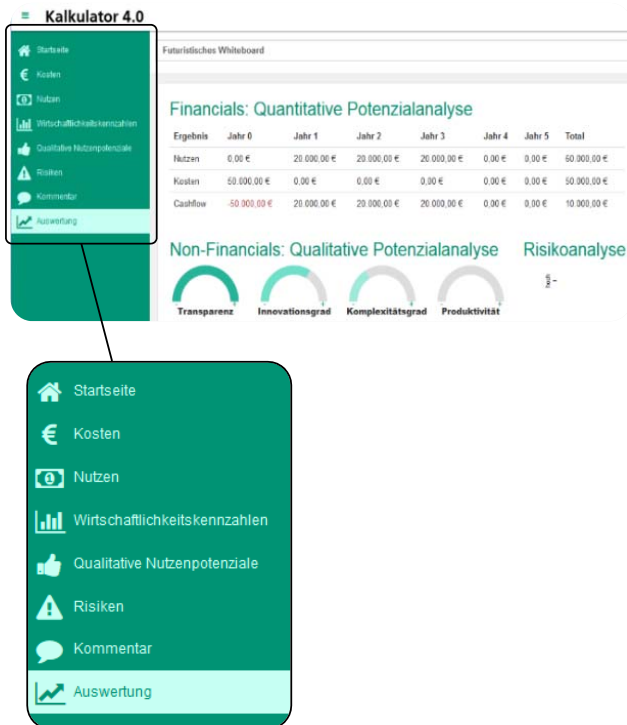 Kalkulator 4.0
Startseite
Kosten
Nutzen
Wirtschaftlichkeitskennzahlen
Qualitative Nutzenpotenziale
Risiken
Kommentar
Auswertung
Futuristisches Whiteboard
Financials: Quantitative Potenzialanalyse
Ergebnis Jahr 0 Jahr 1 Jahr 2 Jahr 3 Jahr 4 Jahr 5 Total
Nutzen 0,00 € 20.000,00 € 20.000,00 € 20.000,00 € 0,00 € 0,00 € 60.000,00 €
Kosten 50.000,00 € 0,00 € 0,00 € 0,00 € 0,00 € 0,00 € 50.000,00 €
Cashflow -50.000,00 € 20.000,00 € 20.000,00 € 20.000,00 € 0,00 € 0,00 € 10.000,00 €
Non-Financials: Qualitative Potenzialanalyse Risikoanalyse
hoch
Transparenz Innovationsgrad Komplexitätsgrad Produktivität
Startseite
Kosten
Nutzen
Wirtschaftlichkeitskennzahlen
Qualitative Nutzenpotenziale
Risiken
Kommentar
Auswertung